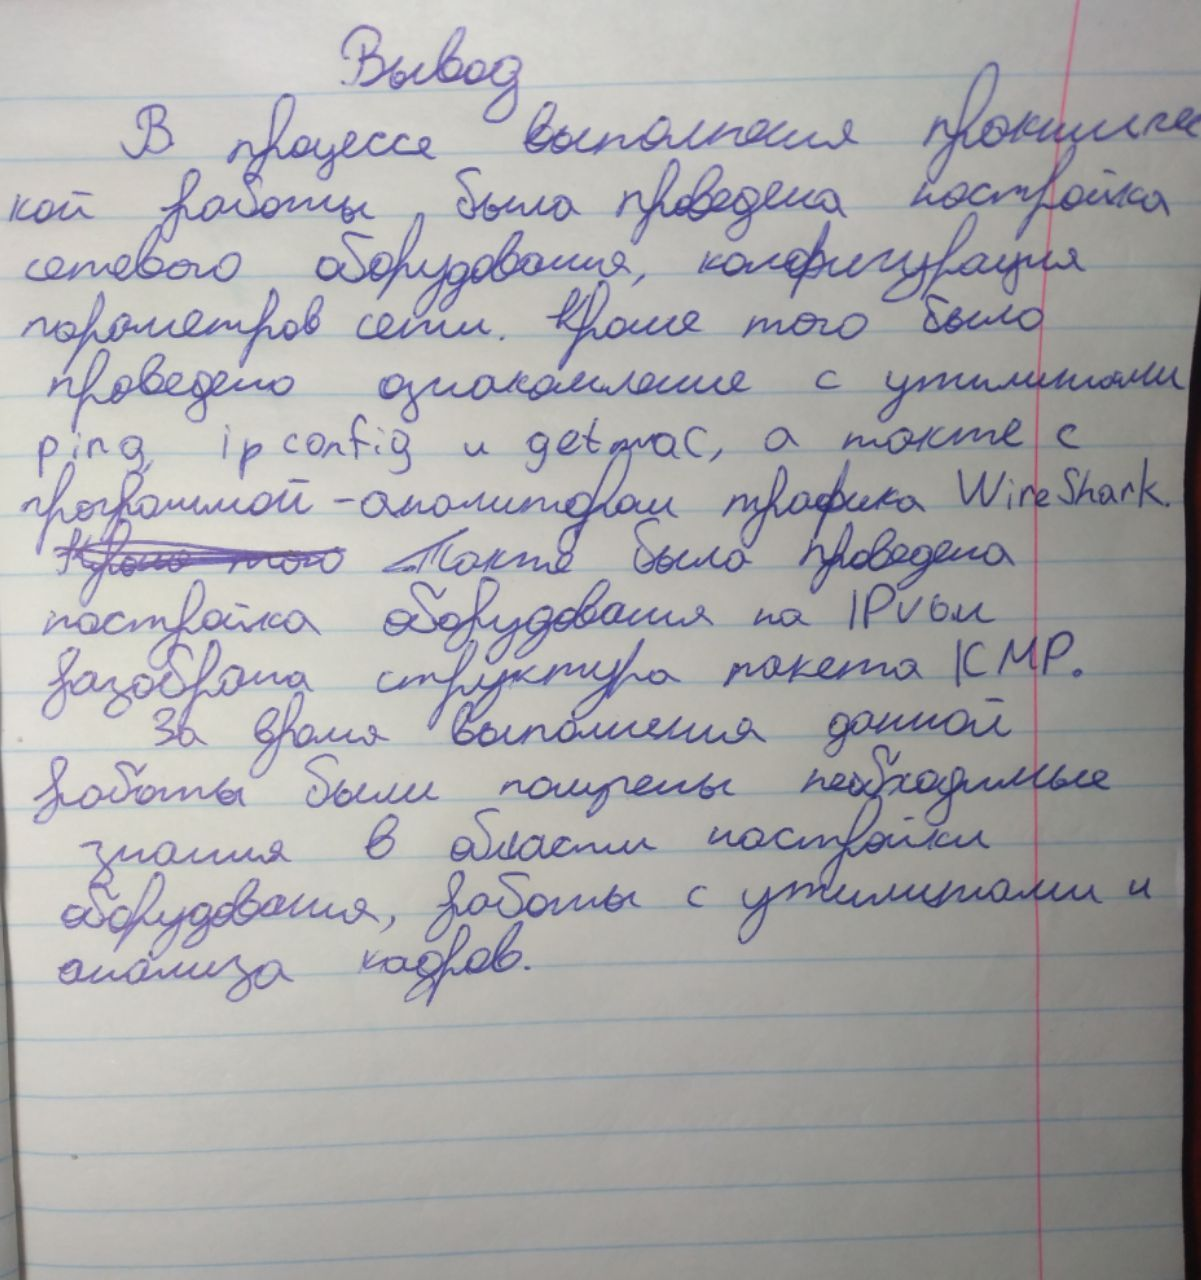 Вывод
В процессе выполнения практичес
кой работы была проведена настройка
сетевого оборудования, конфигурация
параметров сети. Кроме того было
проведено ознакомление с утилитами
ping, ipconfig и getmac, а также с
программой-анализатором трафика WireShark.
Кроме того Также была проведена
настройка оборудования на IPv6 и
разобрана структура пакета ICMP.
За время выполнения данной
работы были получены необходимые
знания в области настройки
оборудования, работы с утилитами и
анализа кадров.